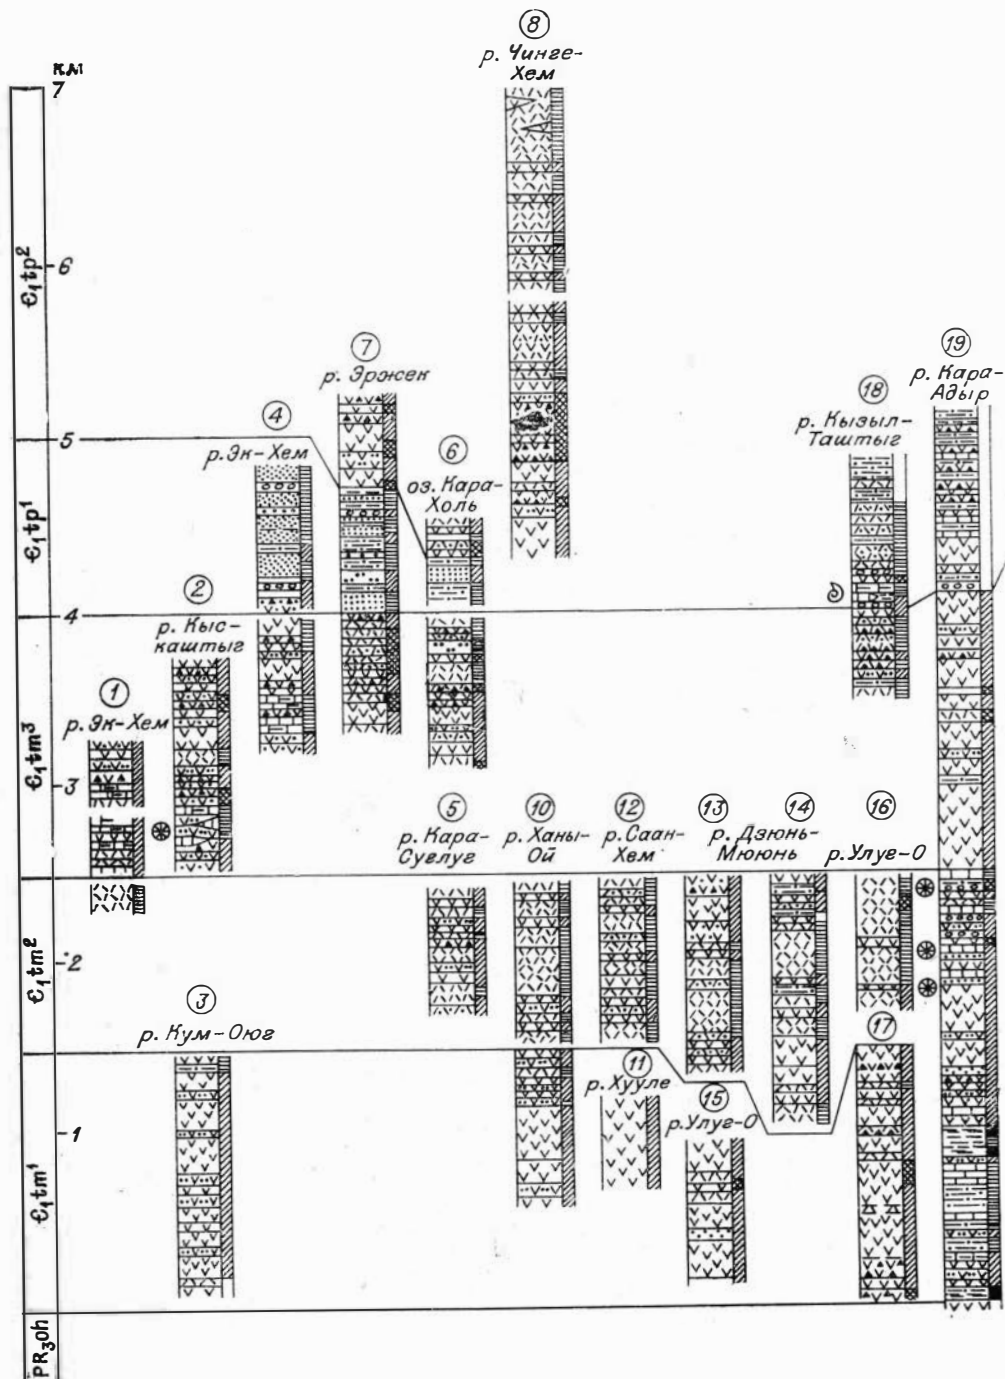 8
р. Чинге-
Хем
км
7
Є₁tp²
6
7
р. Эржек
19
р. Кара-
Адыр
18
р. Кызыл-
Таштыг
4
р. Эк-Хем
5
6
оз. Кара-
Холь
Є₁tp¹
2
р. Кыс-
каштыг
4
1
р. Эк-Хем
Є₁tm³
3
5
р. Кара-
Суглуг
10
р. Ханы-
Ой
12
р. Саан-
Хем
13
14
р. Дзюнь-
Мююнь
16
р. Улуг-О
Є₁tm²
2
3
р. Кум-Оюг
17
11
р. Хууле
15
р. Улуг-О
1
Є₁tm¹
PR₃oh